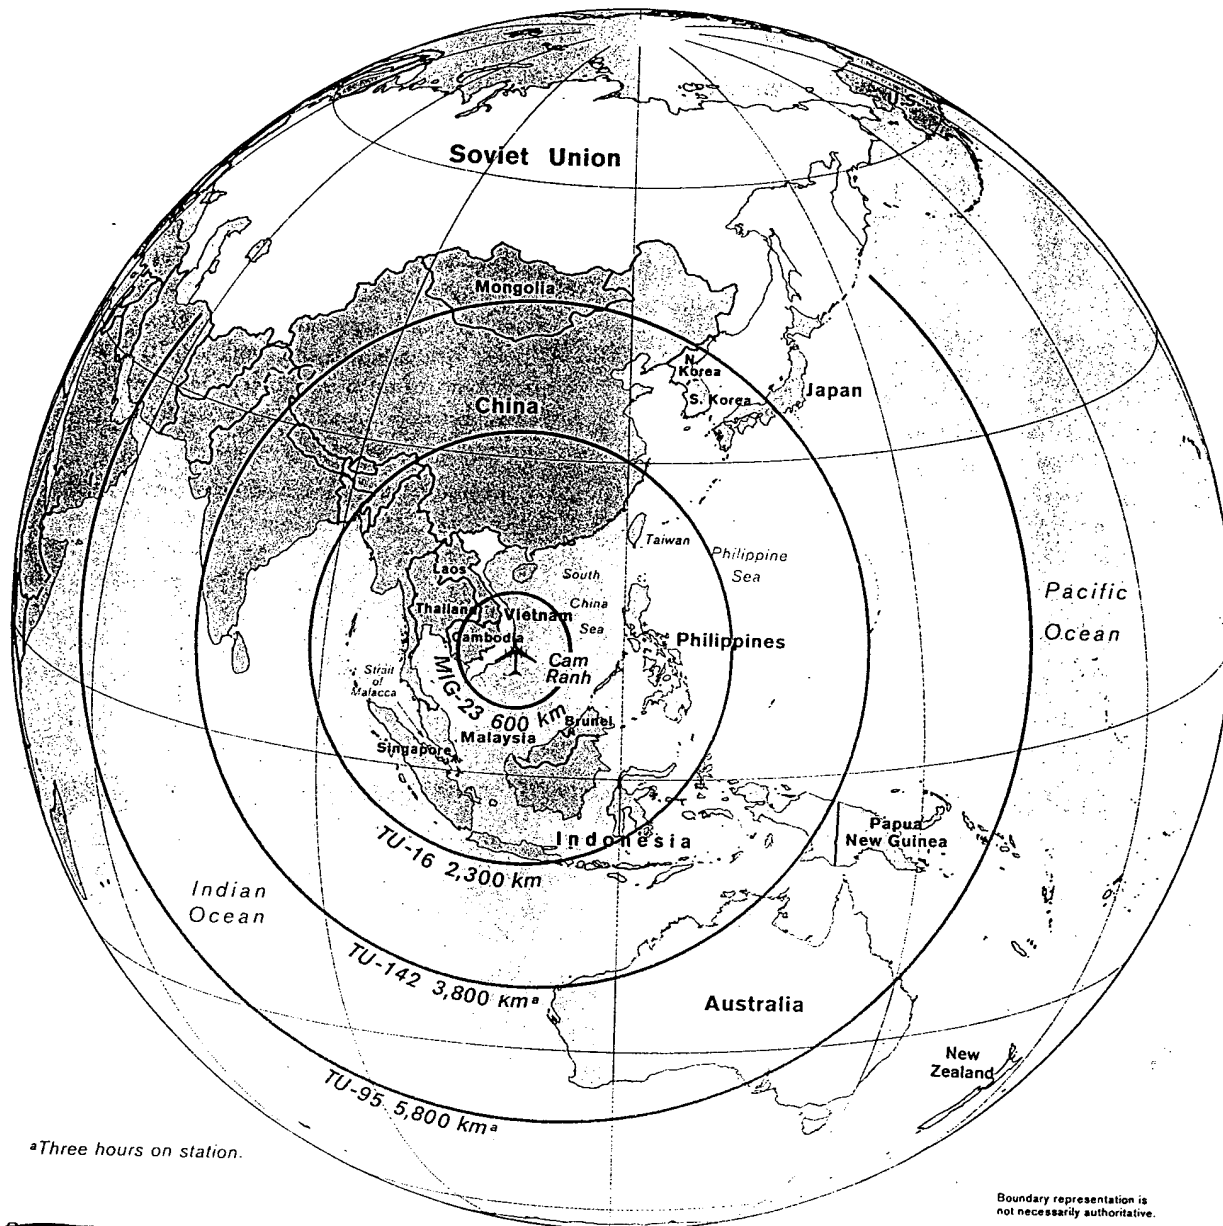 U.S.
Soviet Union
Mongolia
N.
Korea
S. Korea
Japan
China
Taiwan
Philippine
Sea
Laos
South
China
Sea
Thailand
Vietnam
Cambodia
Philippines
Pacific
Ocean
Cam
Ranh
Strait
of
Malacca
MIG-23 600 km
Brunei
Malaysia
Singapore
Indonesia
Papua
New Guinea
TU-16 2,300 km
Indian
Ocean
TU-142 3,800 km a
Australia
New
Zealand
TU-95 5,800 km a
a Three hours on station.
Boundary representation is
not necessarily authoritative.